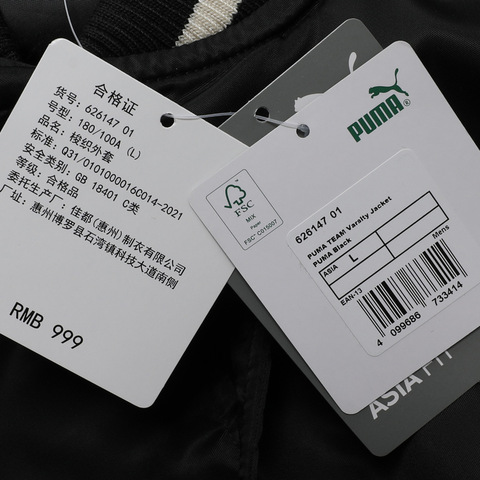 合格证
货号: 626147 01
号型: 180/100A (L)
品名: 梭织外套
标准: Q31/0101000016C014-2021
安全类别: GB 18401 C类
等级: 合格品
委托生产厂: 佳都(惠州)制衣有限公司
厂址: 惠州博罗县石湾镇科技大道南侧
RMB 999
PUMA®
FSC
MIX
Paper
FSC® C015007
626147 01
PUMA TEAM Varsity Jacket
PUMA Black
ASIA L
Mens
EAN-13
4 099686 733414
ASIA FIT